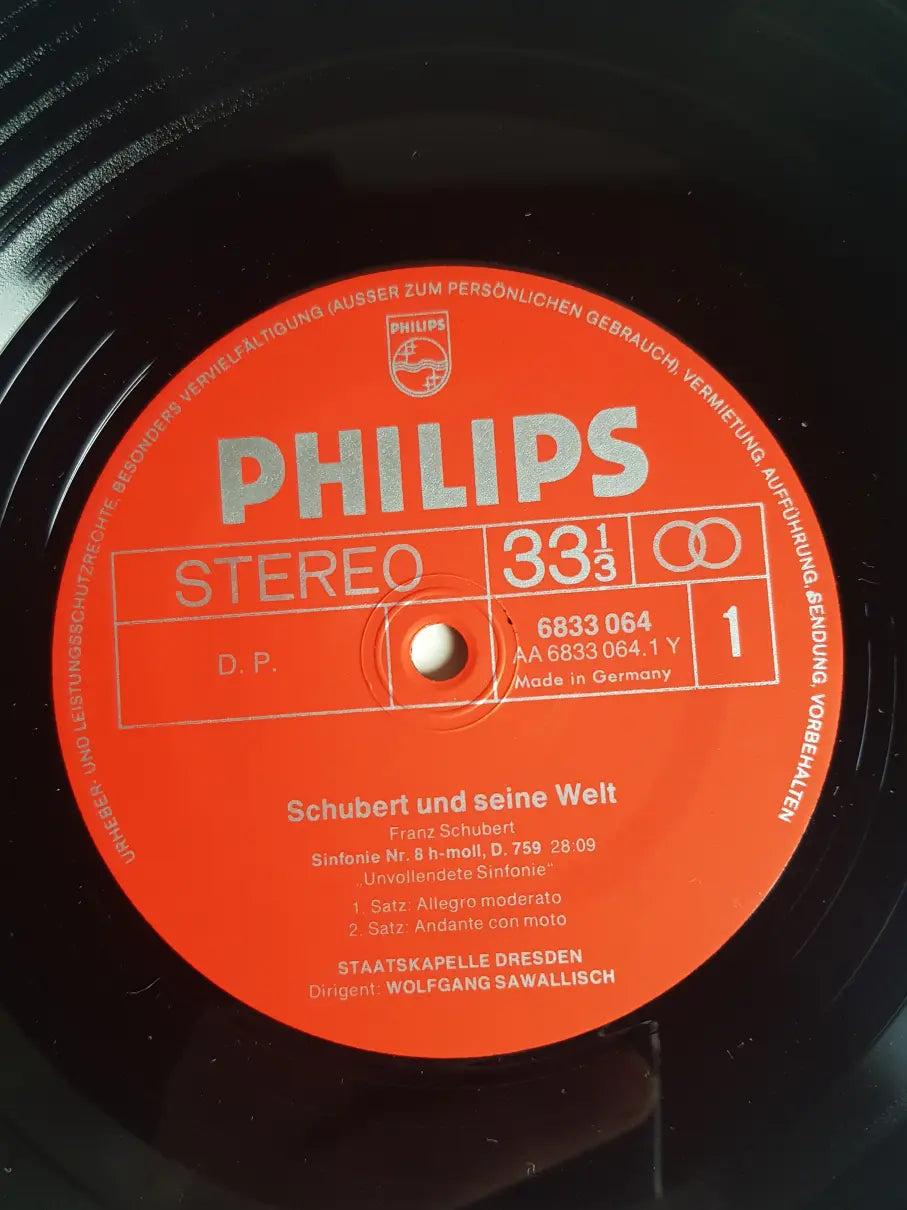 URHEBER- UND LEISTUNGSSCHUTZRECHTE, BESONDERS VERVIELFÄLTIGUNG (AUSSER ZUM PERSÖNLICHEN GEBRAUCH), VERMIETUNG, AUFFÜHRUNG, SENDUNG, VORBEHALTEN
PHILIPS
PHILIPS
STEREO
33 1/3
D. P.
6833 064
AA 6833 064.1 Y
Made in Germany
1
Schubert und seine Welt
Franz Schubert
Sinfonie Nr. 8 h-moll, D. 759 28:09
„Unvollendete Sinfonie“
1. Satz: Allegro moderato
2. Satz: Andante con moto
STAATSKAPELLE DRESDEN
Dirigent: WOLFGANG SAWALLISCH